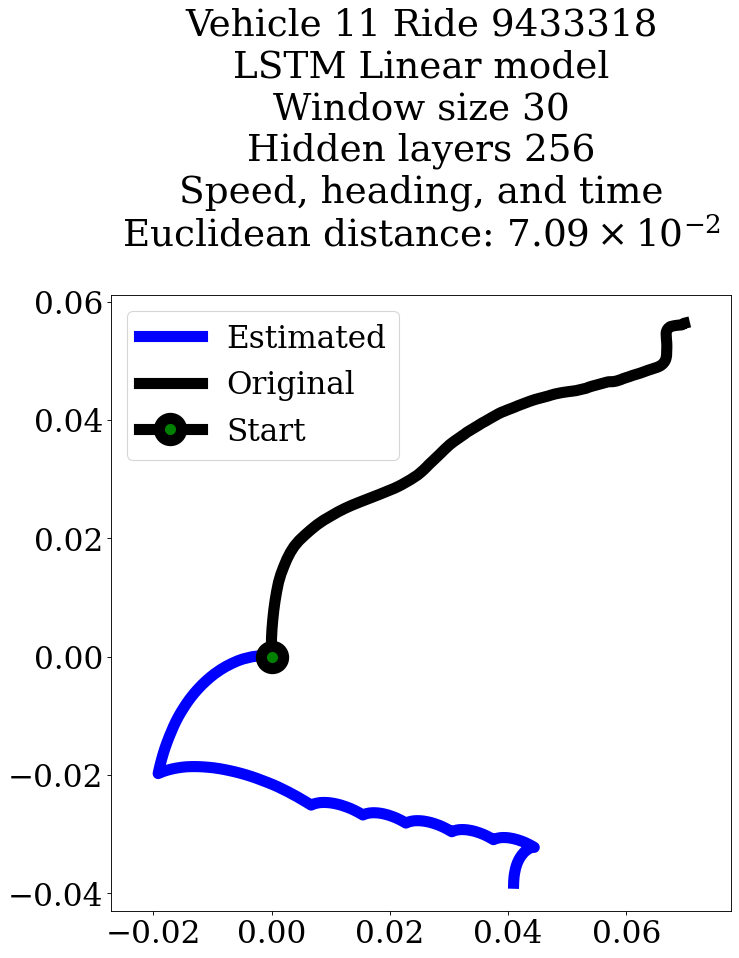 Vehicle 11 Ride 9433318
LSTM Linear model
Window size 30
Hidden layers 256
Speed, heading, and time
Euclidean distance: 7.09 × 10⁻²
0.06
Estimated
Original
Start
0.04
0.02
0.00
−0.02
−0.04
−0.02 0.00 0.02 0.04 0.06